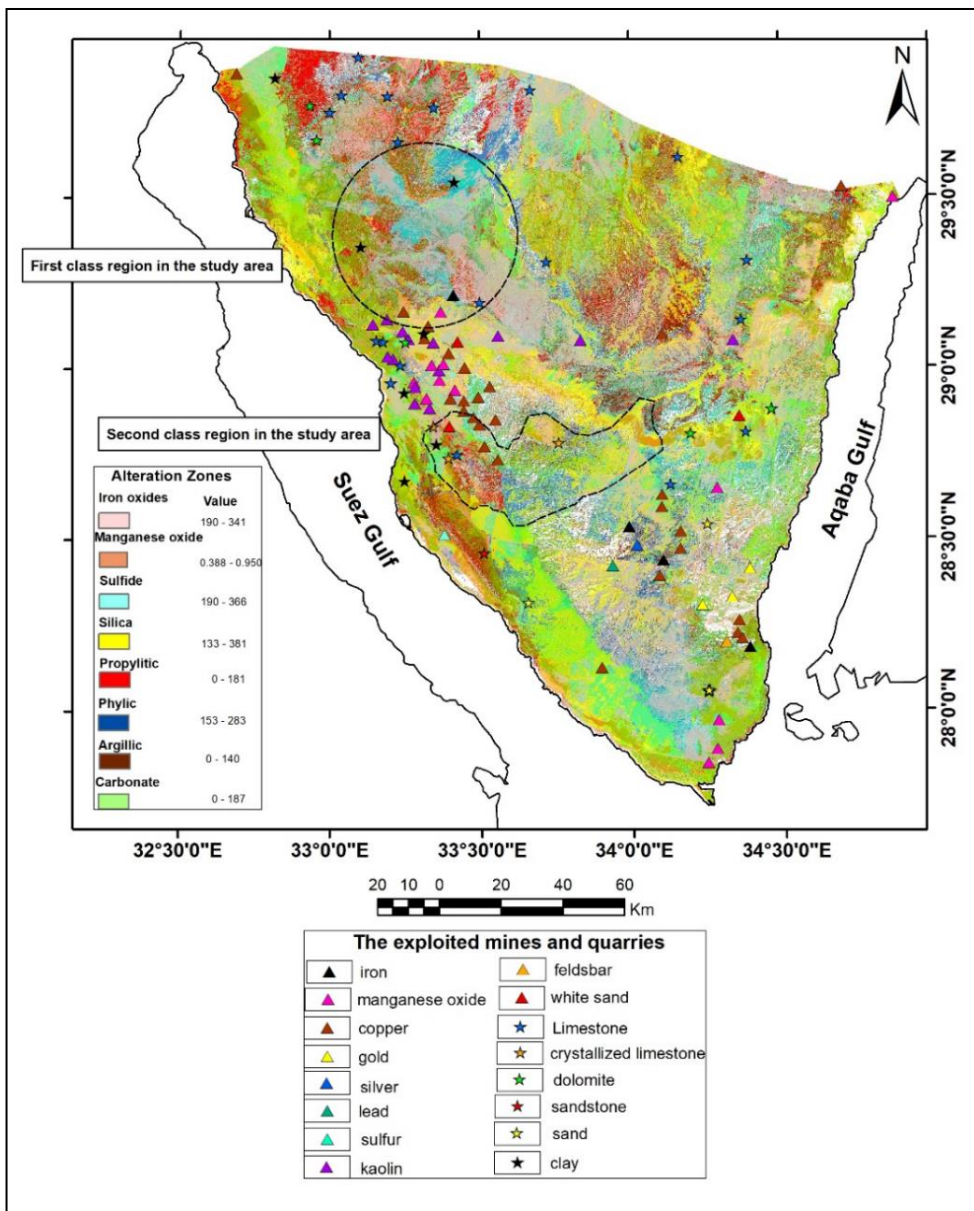 N
29°30'0"N
First class region in the study area
29°0'0"N
Second class region in the study area
Alteration Zones
Iron oxides
Value
190 - 341
Manganese oxide
0.388 - 0.950
Sulfide
190 - 366
Silica
133 - 381
Propylitic
0 - 181
Phylic
153 - 283
Argillic
0 - 140
Carbonate
0 - 187
Suez Gulf
Aqaba Gulf
28°30'0"N
28°0'0"N
32°30'0"E
33°0'0"E
33°30'0"E
34°0'0"E
34°30'0"E
20 10 0 20 40 60
Km
The exploited mines and quarries
iron
feldsbar
manganese oxide
white sand
copper
Limestone
gold
crystallized limestone
silver
dolomite
lead
sandstone
sulfur
sand
kaolin
clay